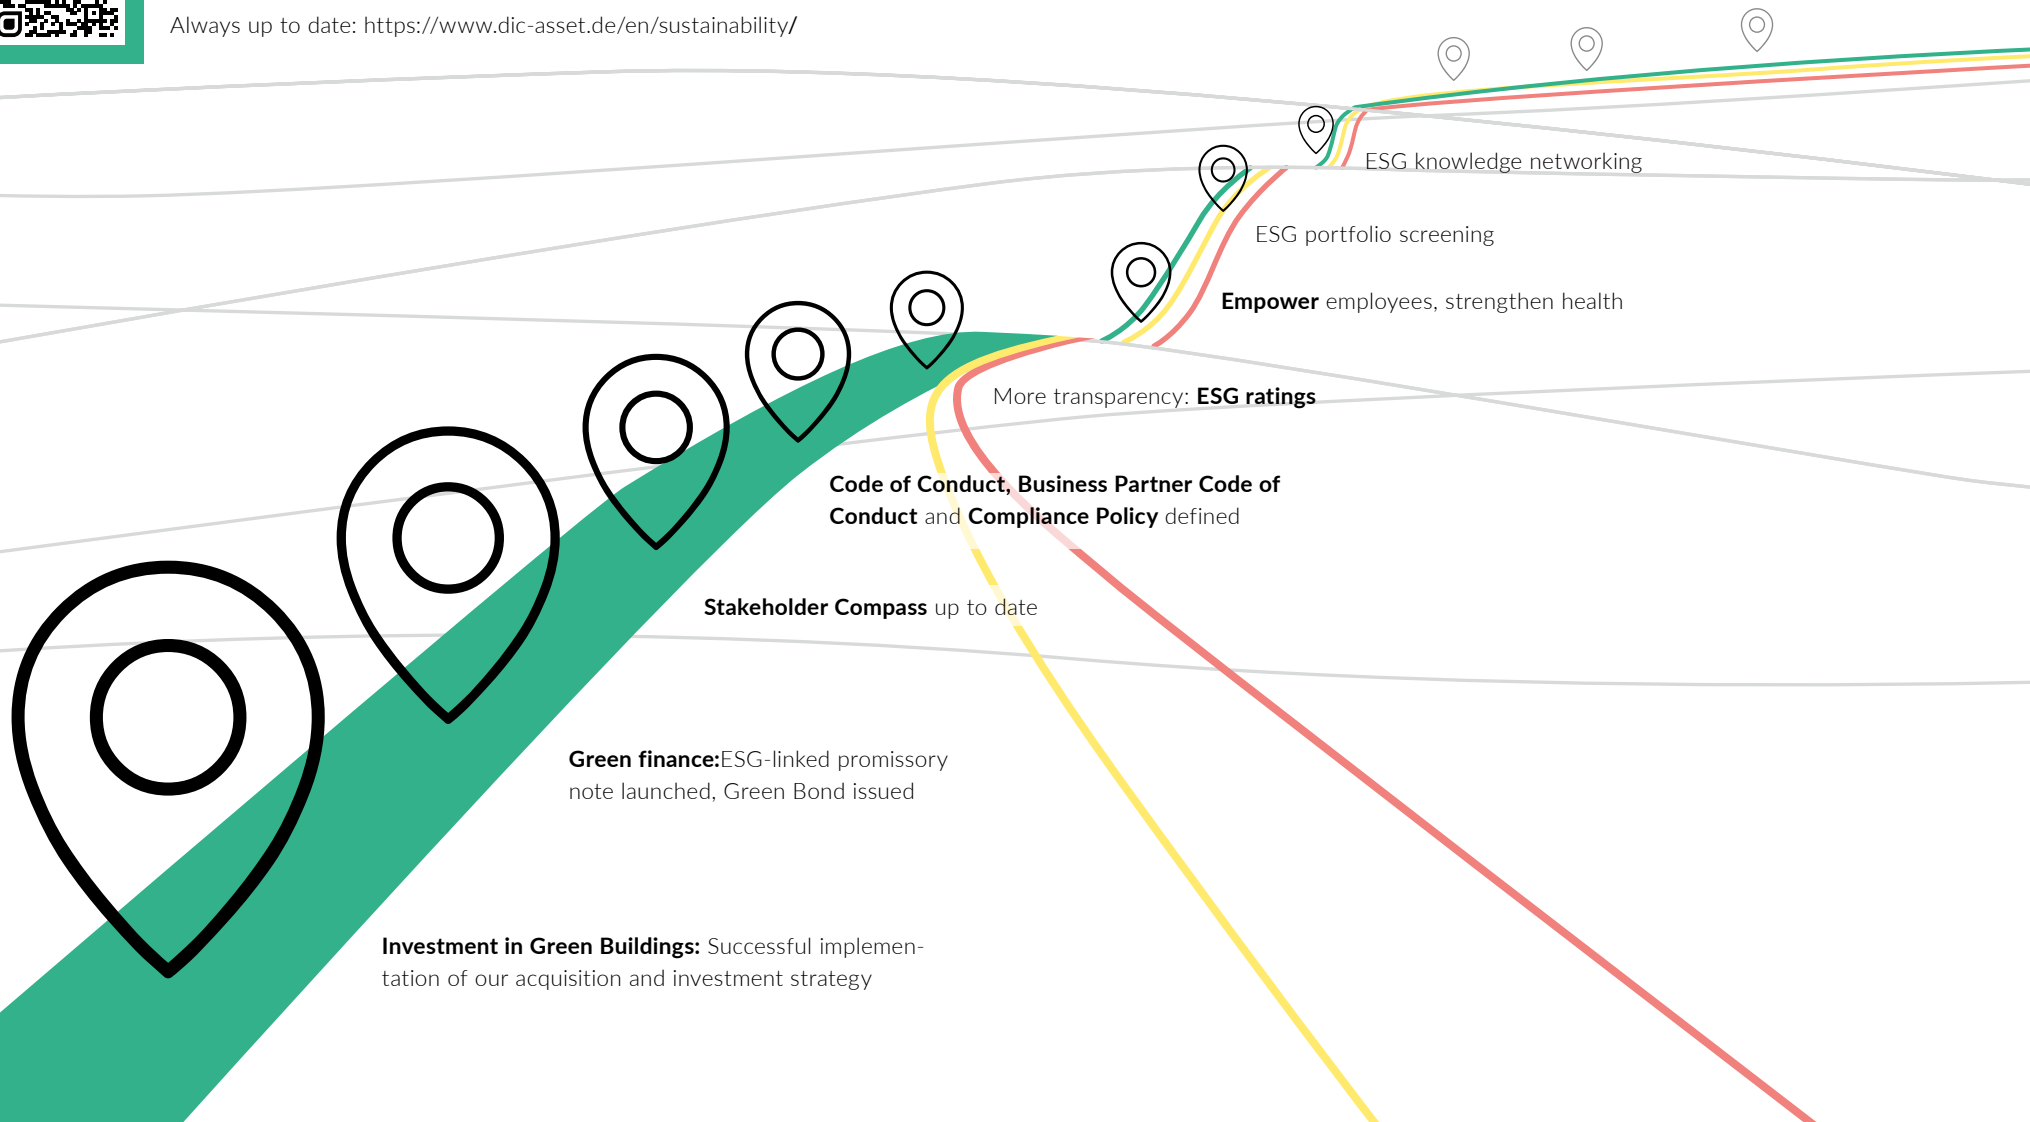 Always up to date: https://www.dic-asset.de/en/sustainability/
ESG knowledge networking
ESG portfolio screening
Empower employees, strengthen health
More transparency: ESG ratings
Code of Conduct, Business Partner Code of
Conduct and Compliance Policy defined
Stakeholder Compass up to date
Green finance:ESG-linked promissory
note launched, Green Bond issued
Investment in Green Buildings: Successful implemen-
tation of our acquisition and investment strategy